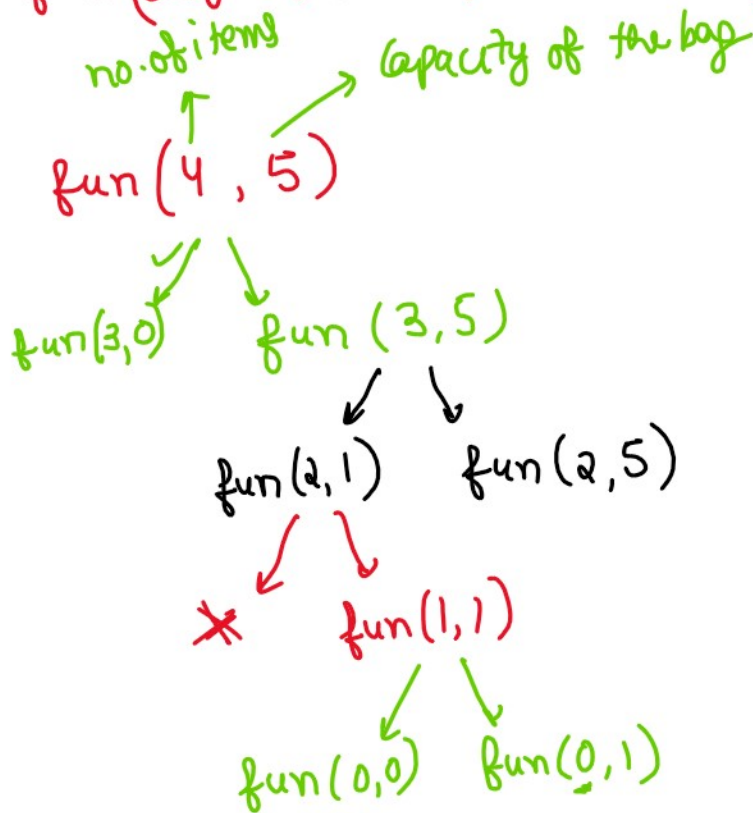 no. of items
Capacity of the bag
fun(4, 5)
fun(3,0) fun (3,5)
fun(2,1) fun(2,5)
fun(1,1)
fun(0,0) fun(0,1)